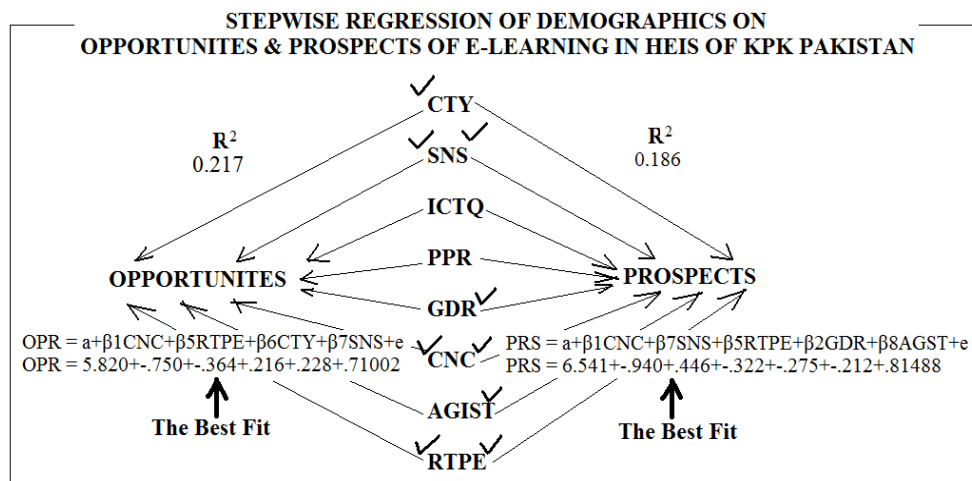 STEPWISE REGRESSION OF DEMOGRAPHICS ON
OPPORTUNITES & PROSPECTS OF E-LEARNING IN HEIS OF KPK PAKISTAN
CTY
R²
0.217
R²
0.186
SNS
ICTQ
PPR
OPPORTUNITES
PROSPECTS
GDR
OPR = a+β1CNC+β5RTPE+β6CTY+β7SNS+e
OPR = 5.820+-.750+-.364+.216+.228+.71002
CNC
PRS = a+β1CNC+β7SNS+β5RTPE+β2GDR+β8AGST+e
PRS = 6.541+-.940+.446+-.322+-.275+-.212+.81488
AGIST
The Best Fit
The Best Fit
RTPE